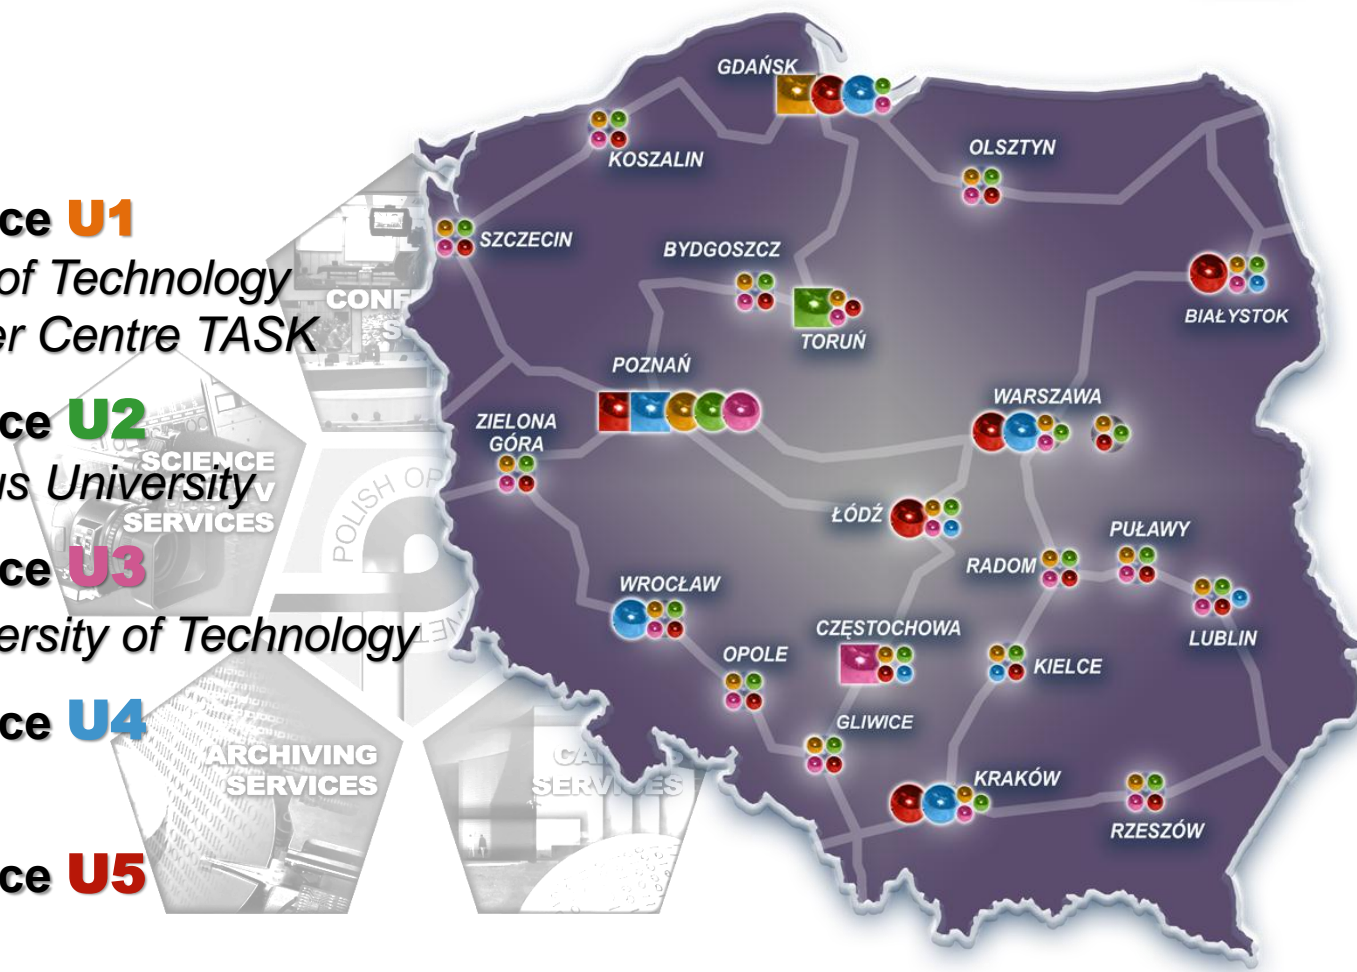 ce U1
of Technology
er Centre TASK
ce U2
us University
ce U3
ersity of Technology
ce U4
ce U5
CONF
S
SCIENCE
V
SERVICES
POLISH OP
NET
ARCHIVING
SERVICES
CA
SERVICES
GDAŃSK
KOSZALIN
OLSZTYN
SZCZECIN
BYDGOSZCZ
BIAŁYSTOK
TORUŃ
POZNAŃ
WARSZAWA
ZIELONA
GÓRA
ŁÓDŹ
PUŁAWY
RADOM
WROCŁAW
LUBLIN
CZĘSTOCHOWA
OPOLE
KIELCE
GLIWICE
KRAKÓW
RZESZÓW